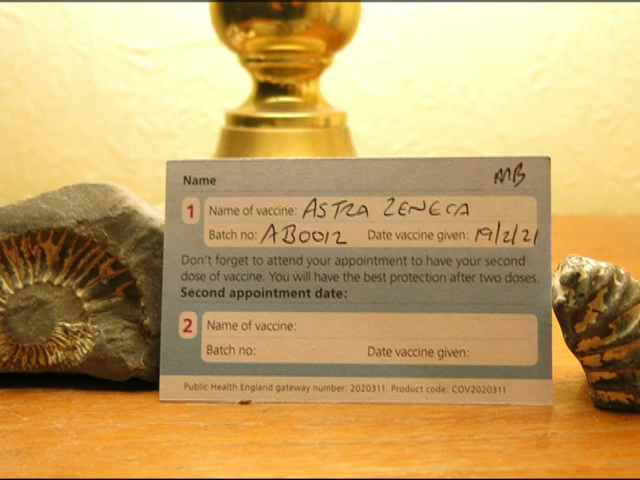 Name MB
1 Name of vaccine: ASTRA ZENECA
Batch no: AB0012 Date vaccine given: 19/2/21
Don't forget to attend your appointment to have your second
dose of vaccine. You will have the best protection after two doses.
Second appointment date:
2 Name of vaccine:
Batch no: Date vaccine given:
Public Health England gateway number: 2020311. Product code: COV2020311